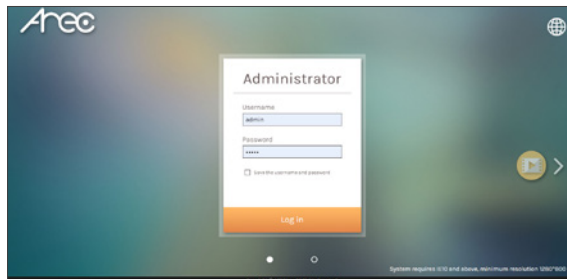 Arec
Administrator
Username
admin
Password
•••••
Save the username and password
Log in
System requires IE10 and above, minimum resolution 1280*800